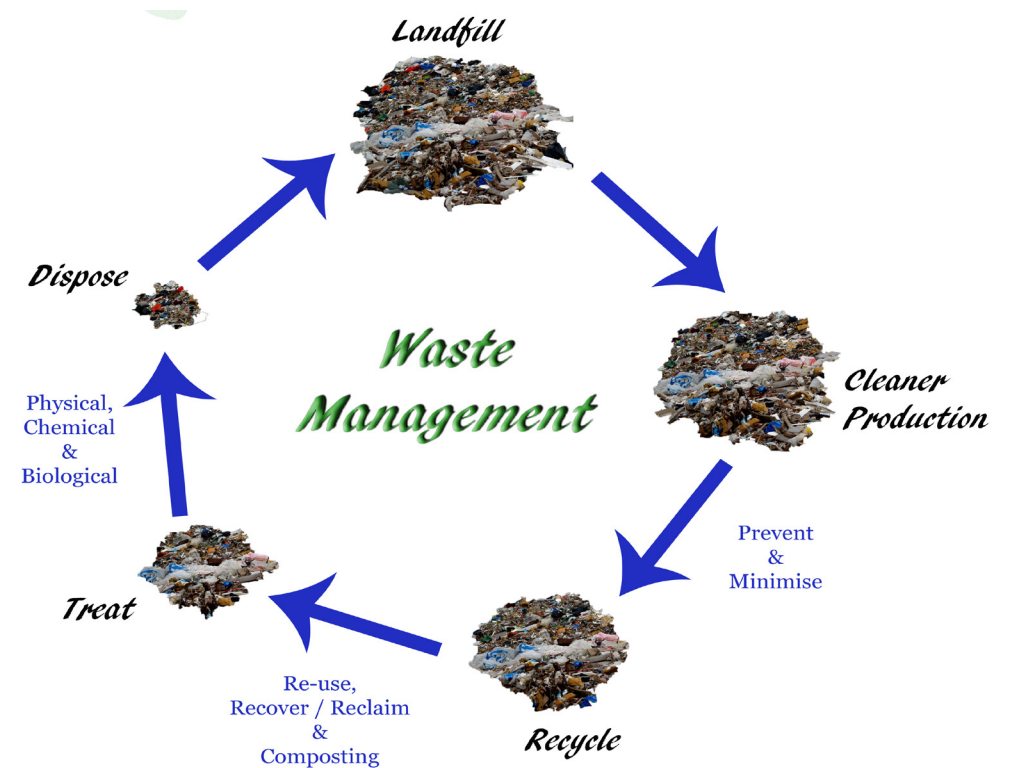 Landfill
Dispose
Waste
Management
Cleaner
Production
Physical,
Chemical
&
Biological
Prevent
&
Minimise
Treat
Re-use,
Recover / Reclaim
&
Composting
Recycle